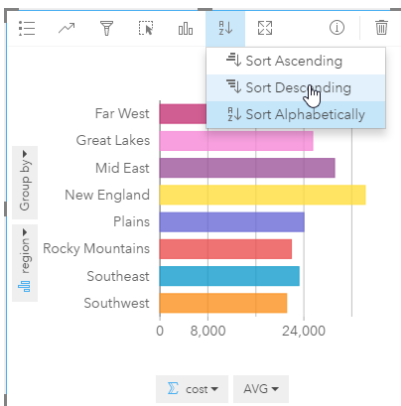 Sort Ascending
Sort Descending
A Z Sort Alphabetically
Far West
Great Lakes
Mid East
New England
Plains
Rocky Mountains
Southeast
Southwest
0 8,000 24,000
Group by
region
Σ cost AVG